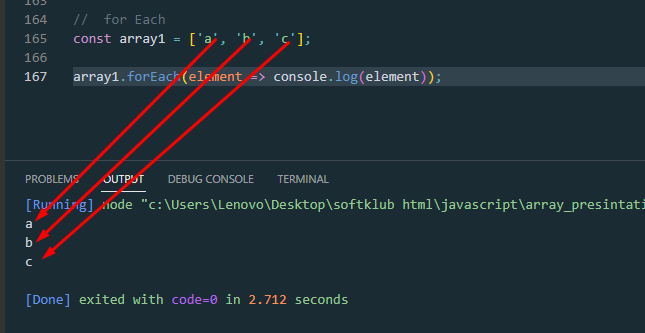 164 // for Each
165 const array1 = ['a', 'b', 'c'];
166
167 array1.forEach(element => console.log(element));
PROBLEMS OUTPUT DEBUG CONSOLE TERMINAL
[Running] node "c:\Users\Lenovo\Desktop\softklub html\javascript\array_presintati
a
b
c
[Done] exited with code=0 in 2.712 seconds